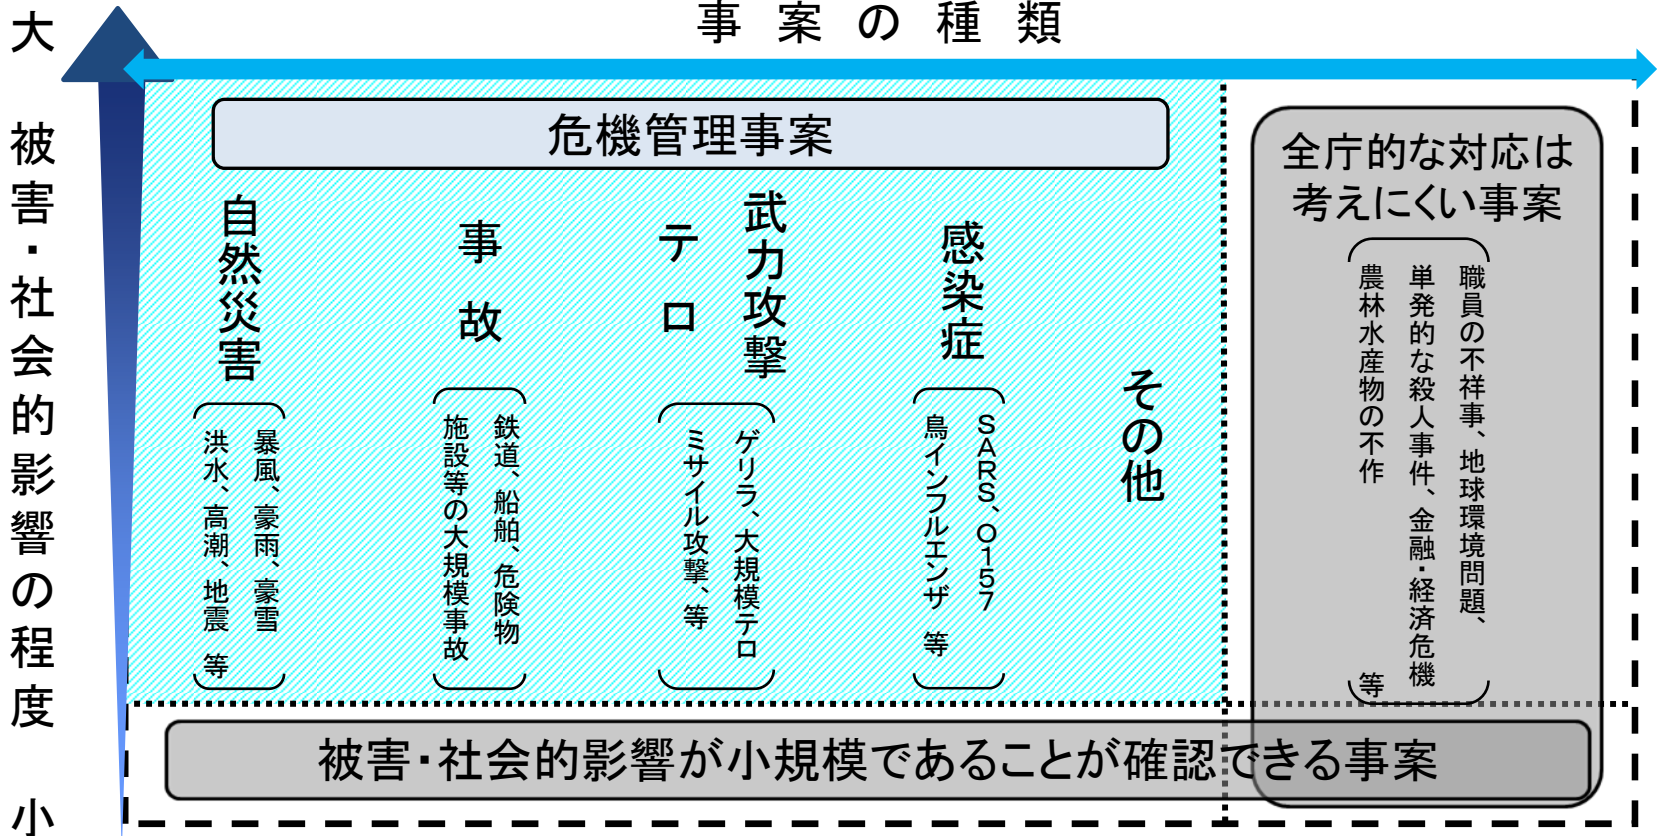 事案の種類
大 被害・社会的影響の程度 小
危機管理事案
自然災害
暴風、豪雨、豪雪
洪水、高潮、地震 等
事故
鉄道、船舶、危険物
施設等の大規模事故
武力攻撃
テロ
ゲリラ、大規模テロ
ミサイル攻撃、等
感染症
SARS、O157
鳥インフルエンザ 等
その他
全庁的な対応は
考えにくい事案
職員の不祥事、地球環境問題、
単発的な殺人事件、金融・経済危機
農林水産物の不作 等
被害・社会的影響が小規模であることが確認できる事案